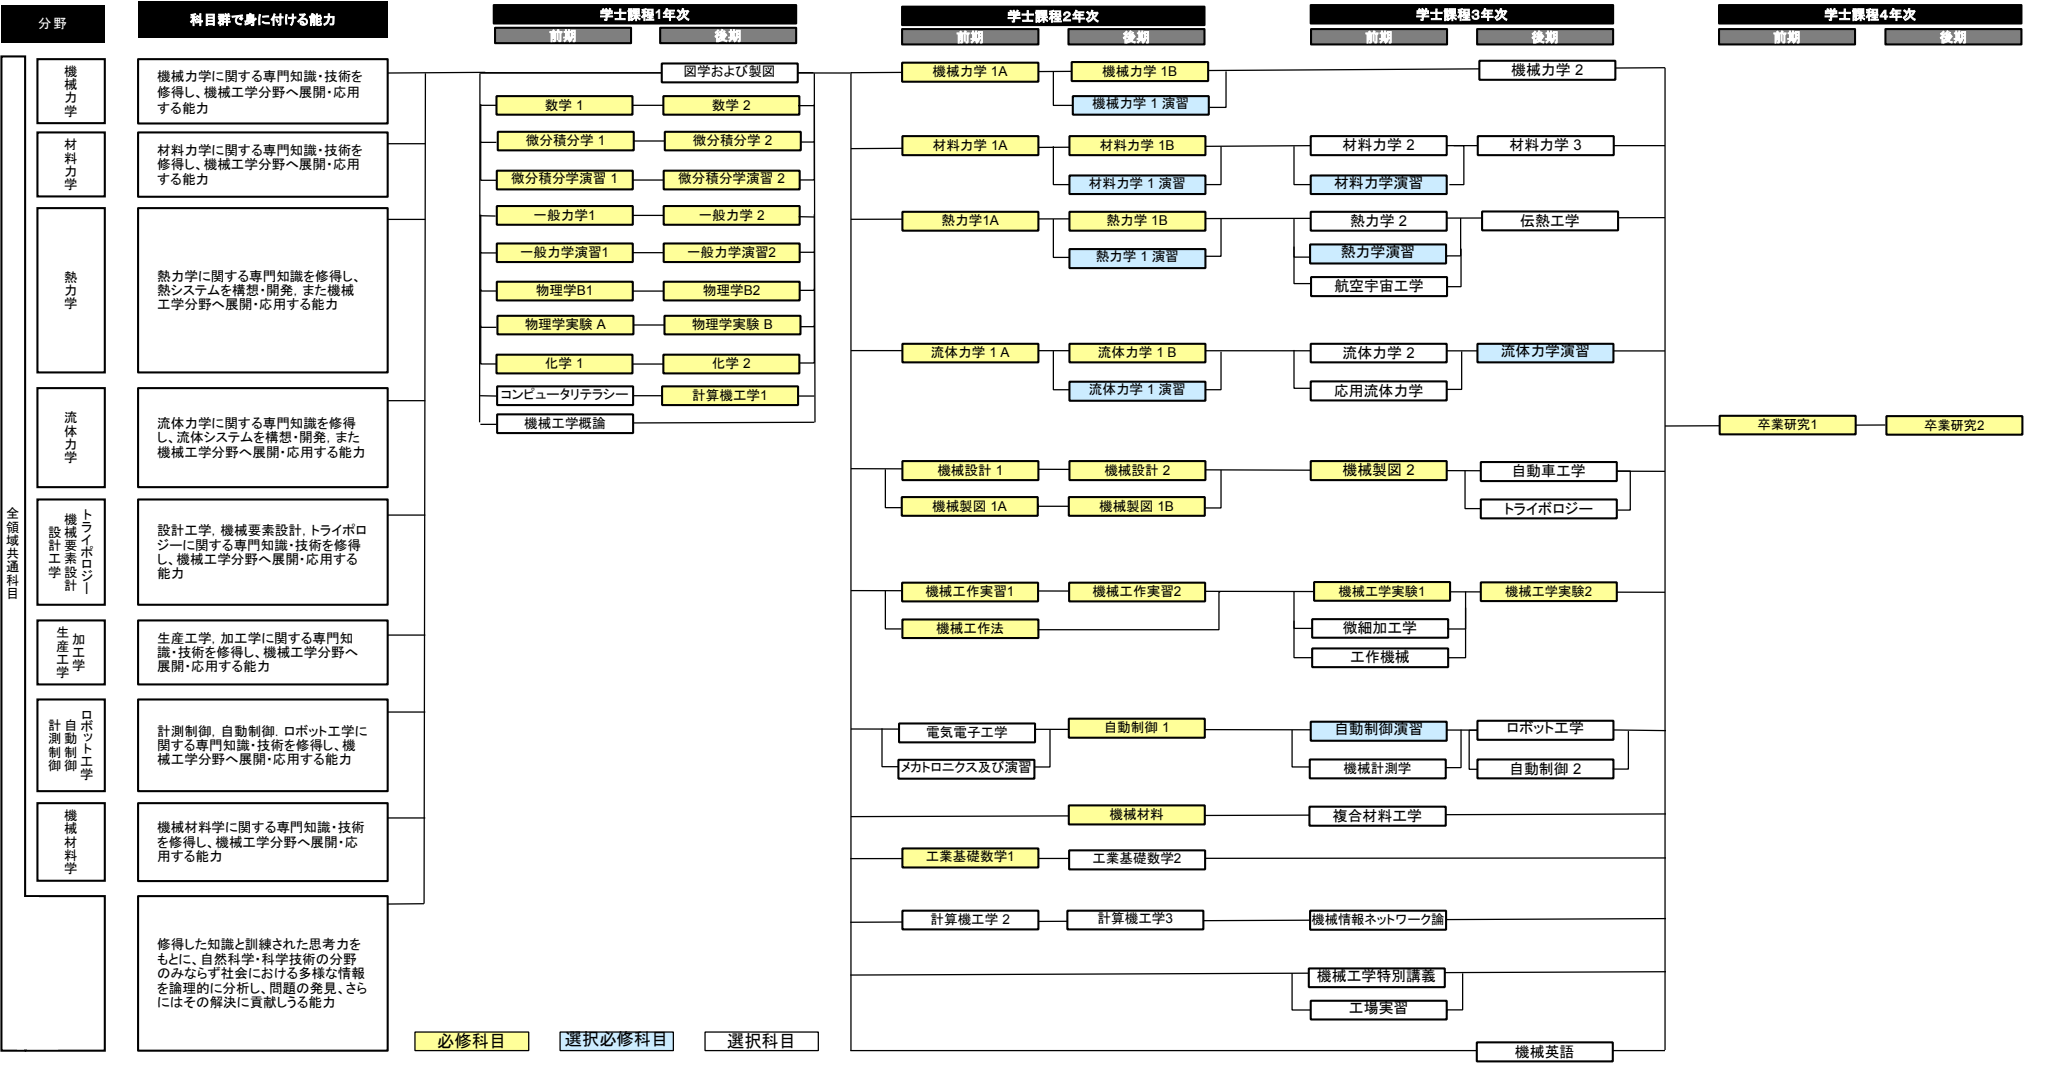 分野
科目群で身に付ける能力
学士課程1年次
前期
後期
学士課程2年次
前期
後期
学士課程3年次
前期
後期
学士課程4年次
前期
後期
全領域共通科目
機械力学
機械力学に関する専門知識・技術を
修得し、機械工学分野へ展開・応用
する能力
材料力学
材料力学に関する専門知識・技術を
修得し、機械工学分野へ展開・応用
する能力
熱力学
熱力学に関する専門知識を修得し、
熱システムを構想・開発, また機械
工学分野へ展開・応用する能力
流体力学
流体力学に関する専門知識を修得
し、流体システムを構想・開発, また
機械工学分野へ展開・応用する能力
トライボロジー
機械要素設計
設計工学
設計工学, 機械要素設計, トライボロ
ジーに関する専門知識・技術を修得
し、機械工学分野へ展開・応用する
能力
加工学
生産工学
生産工学, 加工学に関する専門知
識・技術を修得し、機械工学分野へ
展開・応用する能力
ロボット工学
自動制御
計測制御
計測制御, 自動制御, ロボット工学に
関する専門知識・技術を修得し、機
械工学分野へ展開・応用する能力
機械材料学
機械材料学に関する専門知識・技術
を修得し、機械工学分野へ展開・応
用する能力
修得した知識と訓練された思考力を
もとに、自然科学・科学技術の分野
のみならず社会における多様な情報
を論理的に分析し、問題の発見、さら
にはその解決に貢献しうる能力
図学および製図
数学 1
数学 2
微分積分学 1
微分積分学 2
微分積分学演習 1
微分積分学演習 2
一般力学1
一般力学 2
一般力学演習1
一般力学演習2
物理学B1
物理学B2
物理学実験 A
物理学実験 B
化学 1
化学 2
コンピュータリテラシー
計算機工学1
機械工学概論
機械力学 1A
機械力学 1B
機械力学 2
機械力学 1 演習
材料力学 1A
材料力学 1B
材料力学 2
材料力学 3
材料力学 1 演習
材料力学演習
熱力学1A
熱力学 1B
熱力学 2
伝熱工学
熱力学 1 演習
熱力学演習
航空宇宙工学
流体力学 1 A
流体力学 1 B
流体力学 2
流体力学演習
流体力学 1 演習
応用流体力学
卒業研究1
卒業研究2
機械設計 1
機械設計 2
機械製図 2
自動車工学
機械製図 1A
機械製図 1B
トライボロジー
機械工作実習1
機械工作実習2
機械工学実験1
機械工学実験2
機械工作法
微細加工学
工作機械
電気電子工学
自動制御 1
自動制御演習
ロボット工学
メカトロニクス及び演習
機械計測学
自動制御 2
機械材料
複合材料工学
工業基礎数学1
工業基礎数学2
計算機工学 2
計算機工学3
機械情報ネットワーク論
機械工学特別講義
工場実習
機械英語
必修科目
選択必修科目
選択科目